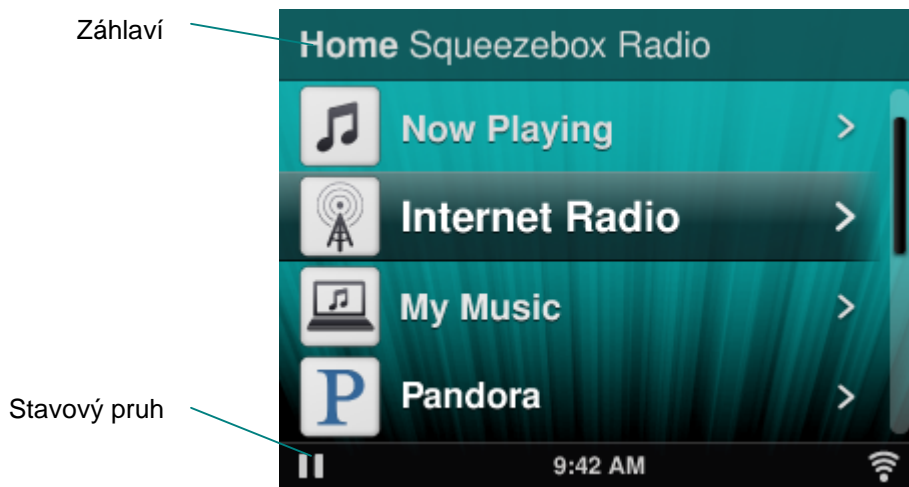 Záhlaví
Home Squeezebox Radio
Now Playing
Internet Radio
My Music
P Pandora
Stavový pruh
9:42 AM